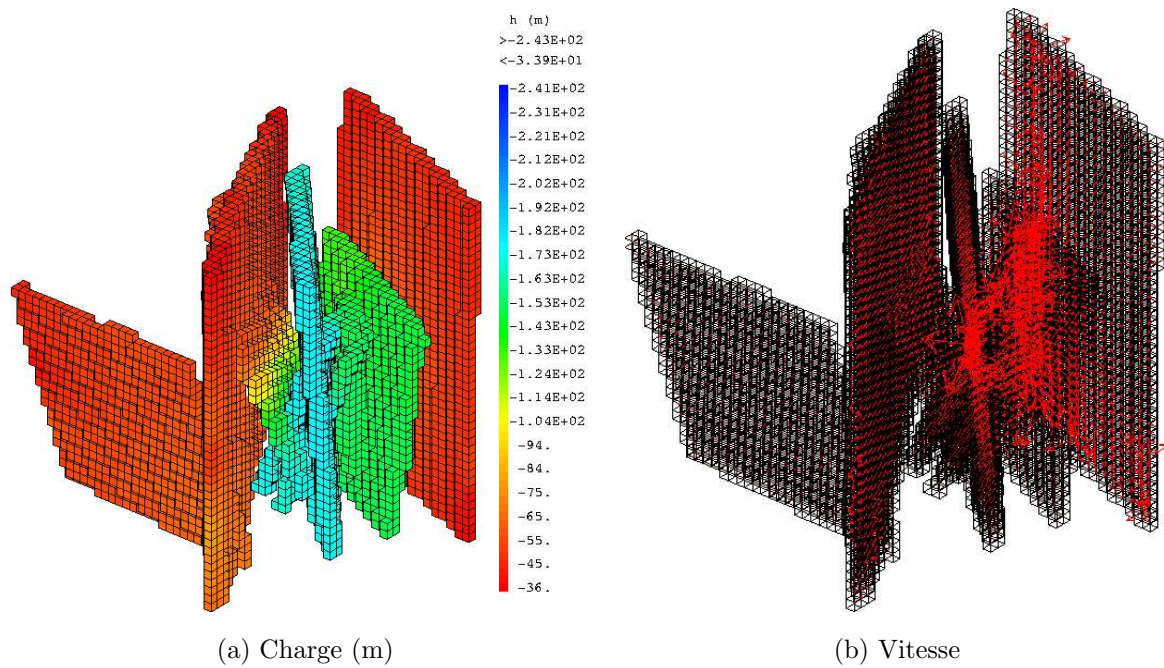 h (m)
>-2.43E+02
<-3.39E+01
-2.41E+02
-2.31E+02
-2.21E+02
-2.12E+02
-2.02E+02
-1.92E+02
-1.82E+02
-1.73E+02
-1.63E+02
-1.53E+02
-1.43E+02
-1.33E+02
-1.24E+02
-1.14E+02
-1.04E+02
-94.
-84.
-75.
-65.
-55.
-45.
-36.
(a) Charge (m)
(b) Vitesse